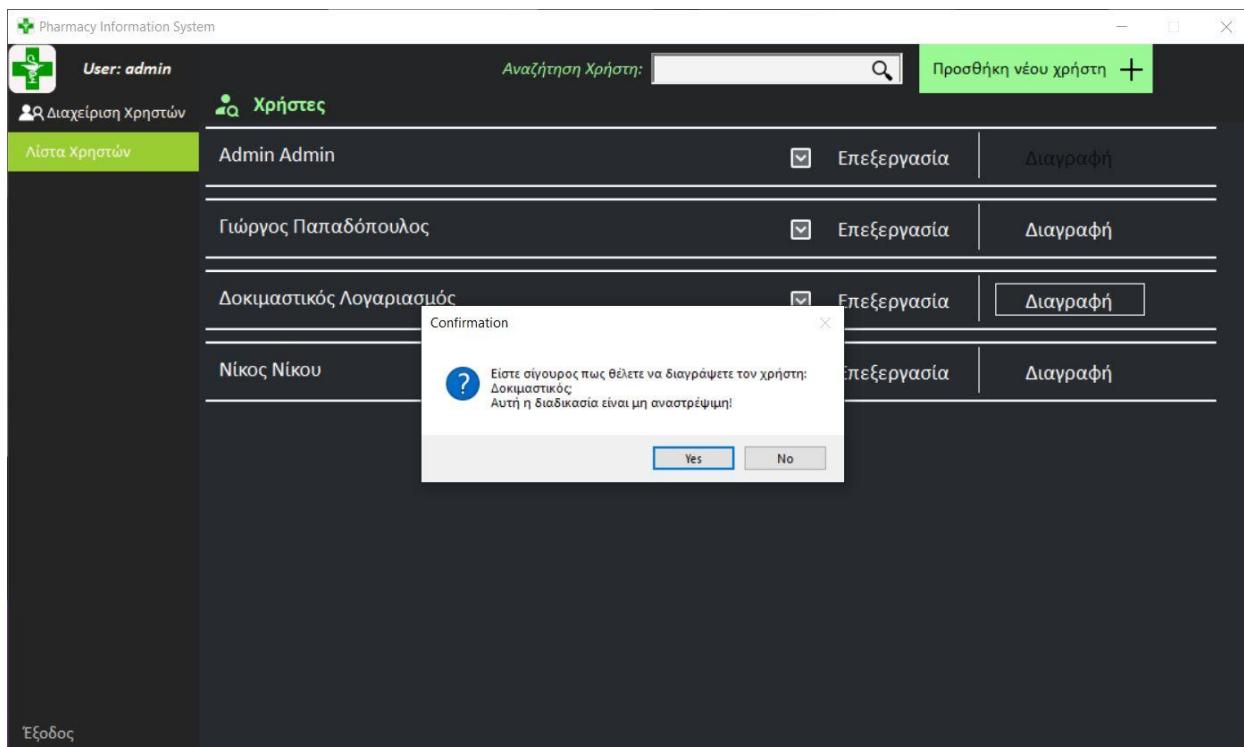 Pharmacy Information System
User: admin
Αναζήτηση Χρήστη:
Προσθήκη νέου χρήστη
Διαχείριση Χρηστών
Χρήστες
Λίστα Χρηστών
Admin Admin
Επεξεργασία
Διαγραφή
Γιώργος Παπαδόπουλος
Επεξεργασία
Διαγραφή
Δοκιμαστικός Λογαριασμός
Επεξεργασία
Διαγραφή
Νίκος Νίκου
Επεξεργασία
Διαγραφή
Confirmation
Είστε σίγουρος πως θέλετε να διαγράψετε τον χρήστη:
Δοκιμαστικός;
Αυτή η διαδικασία είναι μη αναστρέψιμη!
Yes
No
Έξοδος